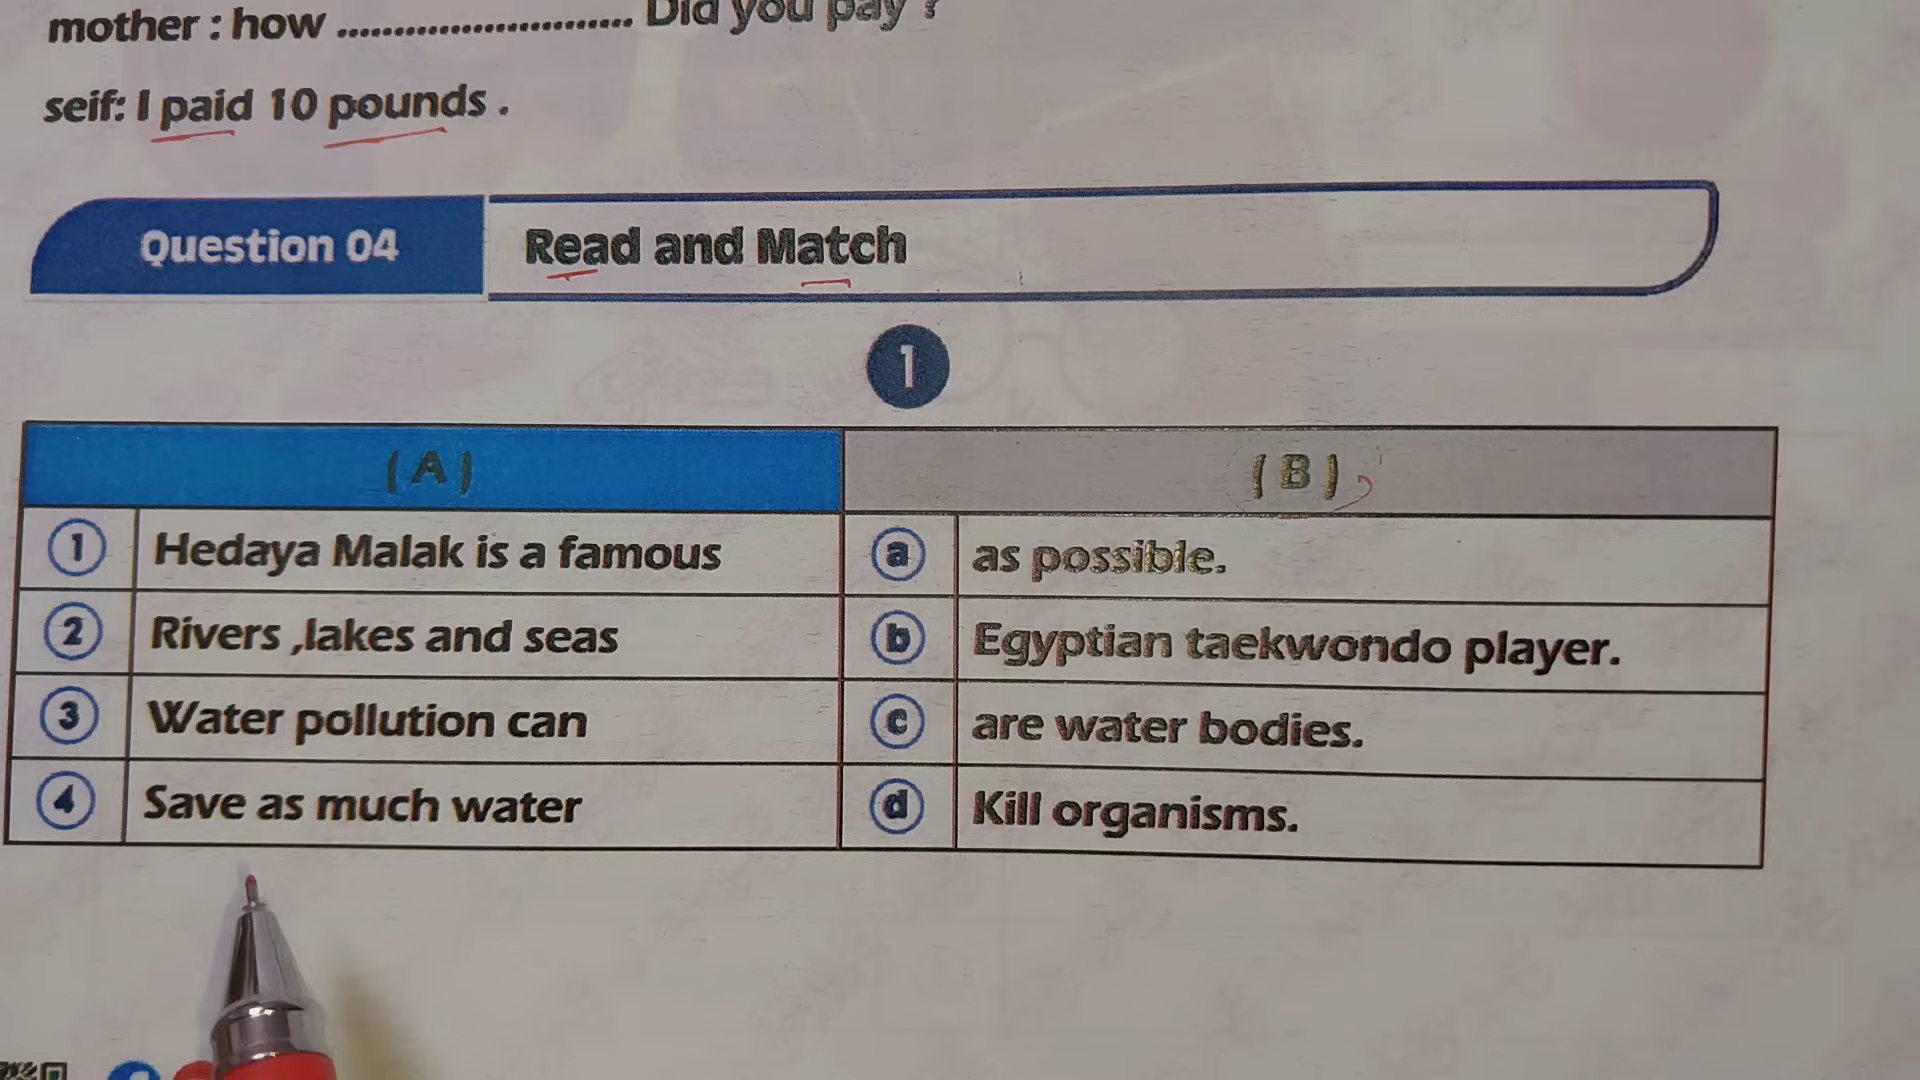 mother : how ........................... Did you pay ?
seif: I paid 10 pounds .
Question 04 Read and Match
1
( A ) ( B )
1 Hedaya Malak is a famous a as possible.
2 Rivers ,lakes and seas b Egyptian taekwondo player.
3 Water pollution can c are water bodies.
4 Save as much water d Kill organisms.